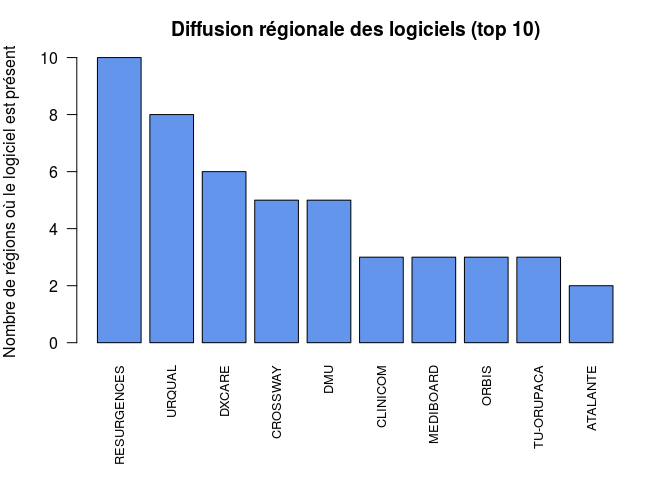 Diffusion régionale des logiciels (top 10)
Nombre de régions où le logiciel est présent
10
8
6
4
2
0
RESURGENCES
URQUAL
DXCARE
CROSSWAY
DMU
CLINICOM
MEDIBOARD
ORBIS
TU-ORUPACA
ATALANTE